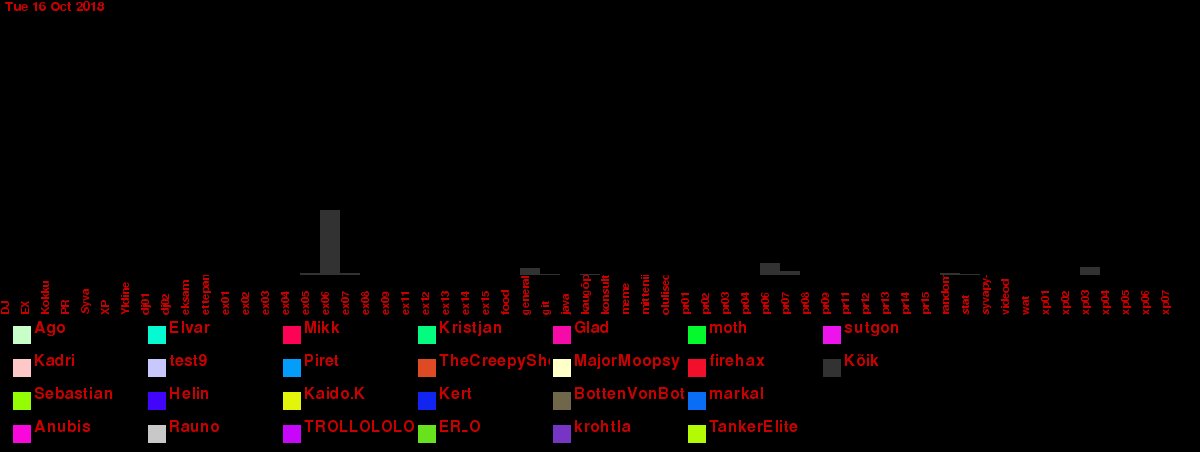 Tue 16 Oct 2018
DJ
EX
Kokku
PR
Syva
XP
Yldine
dj01
dj02
eksam
ettepan
ex01
ex02
ex03
ex04
ex05
ex06
ex07
ex08
ex09
ex11
ex12
ex13
ex14
ex15
food
general
git
java
kaugõp
konsult
meme
mittenii
olulisec
pr01
pr02
pr03
pr04
pr06
pr07
pr08
pr09
pr11
pr12
pr13
pr14
pr15
random
stat
syvapy-
videod
wat
xp01
xp02
xp03
xp04
xp05
xp06
xp07
Ago Elvar Mikk Kristjan Glad moth sutgon
Kadri test9 Piret TheCreepySh MajorMoopsy firehax Kõik
Sebastian Helin Kaido.K Kert BottenVonBot markal
Anubis Rauno TROLLOLOLO ER_O krohtla TankerElite